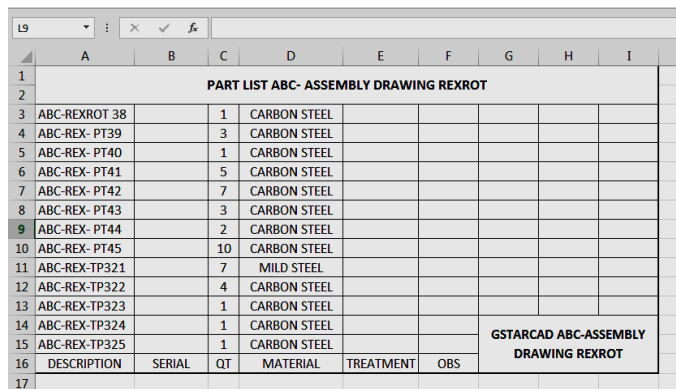 L9 fx
A B C D E F G H I
1 PART LIST ABC- ASSEMBLY DRAWING REXROT
2
3 ABC-REXROT 38 1 CARBON STEEL
4 ABC-REX- PT39 3 CARBON STEEL
5 ABC-REX- PT40 1 CARBON STEEL
6 ABC-REX- PT41 5 CARBON STEEL
7 ABC-REX- PT42 7 CARBON STEEL
8 ABC-REX- PT43 3 CARBON STEEL
9 ABC-REX- PT44 2 CARBON STEEL
10 ABC-REX- PT45 10 CARBON STEEL
11 ABC-REX-TP321 7 MILD STEEL
12 ABC-REX-TP322 4 CARBON STEEL
13 ABC-REX-TP323 1 CARBON STEEL
14 ABC-REX-TP324 1 CARBON STEEL GSTARCAD ABC-ASSEMBLY
15 ABC-REX-TP325 1 CARBON STEEL DRAWING REXROT
16 DESCRIPTION SERIAL QT MATERIAL TREATMENT OBS
17